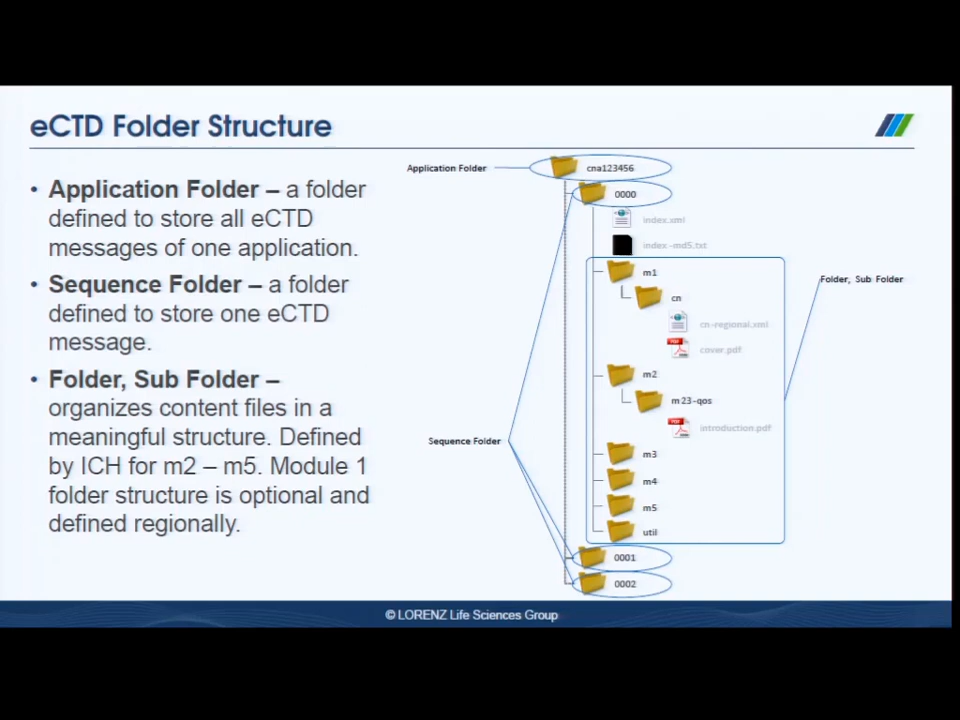 eCTD Folder Structure
• Application Folder – a folder
defined to store all eCTD
messages of one application.
• Sequence Folder – a folder
defined to store one eCTD
message.
• Folder, Sub Folder –
organizes content files in a
meaningful structure. Defined
by ICH for m2 – m5. Module 1
folder structure is optional and
defined regionally.
Application Folder
cna123456
0000
index.xml
index-md5.txt
m1
Folder, Sub Folder
cn
cn-regional.xml
PDF
cover.pdf
m2
m23-qos
PDF
introduction.pdf
Sequence Folder
m3
m4
m5
util
0001
0002
© LORENZ Life Sciences Group